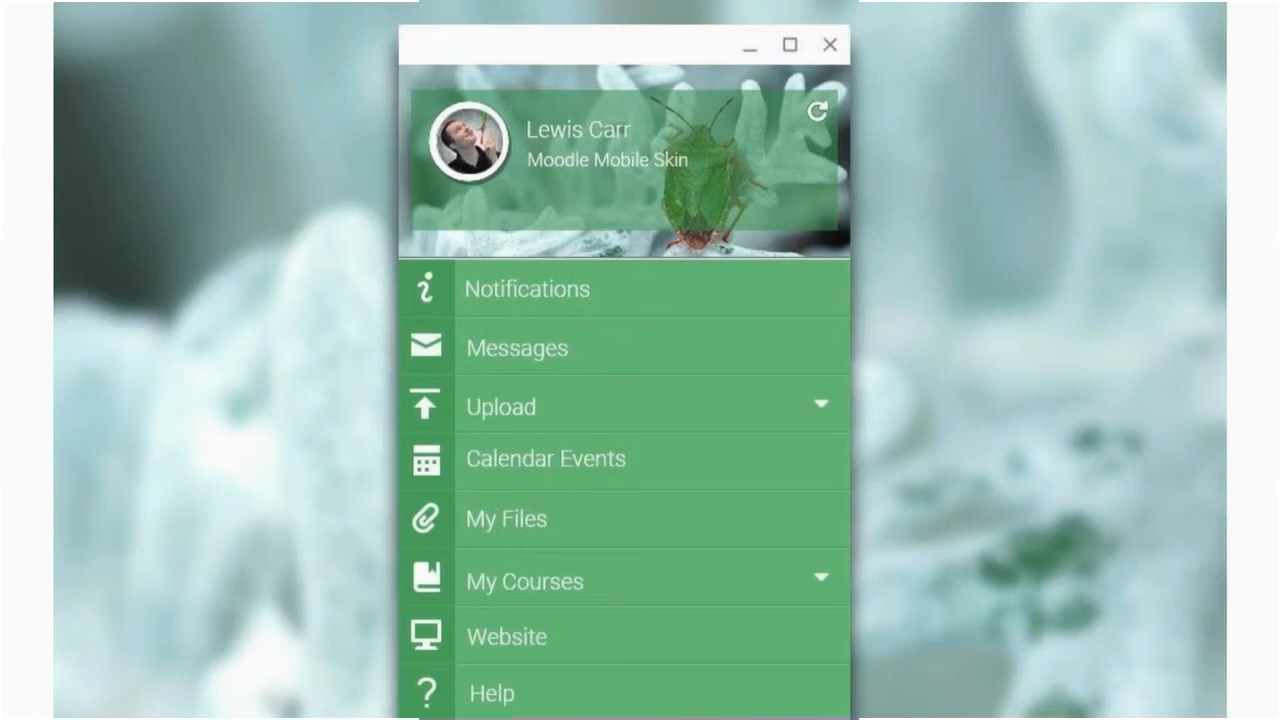 Lewis Carr
Moodle Mobile Skin
Notifications
Messages
Upload
Calendar Events
My Files
My Courses
Website
Help